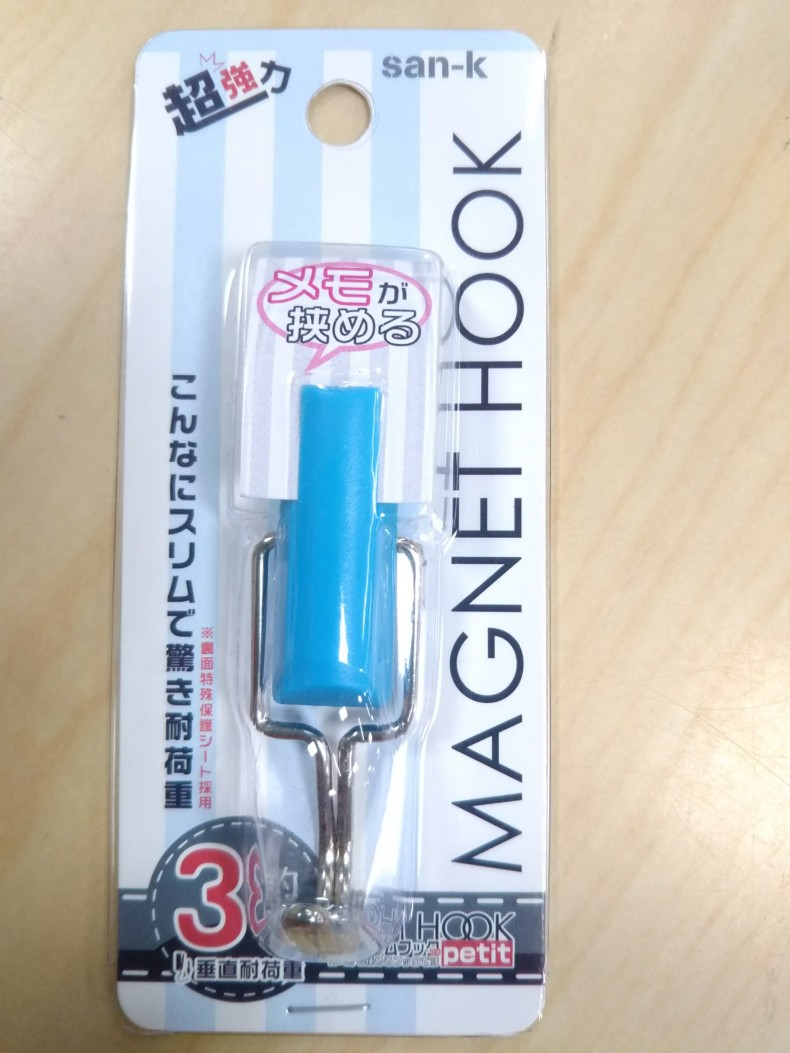 超強力
san-k
MAGNET HOOK
メモが
挟める
こんなにスリムで驚き耐荷重
※裏面特殊保護シート採用
3
垂直耐荷重
HOOK
petit